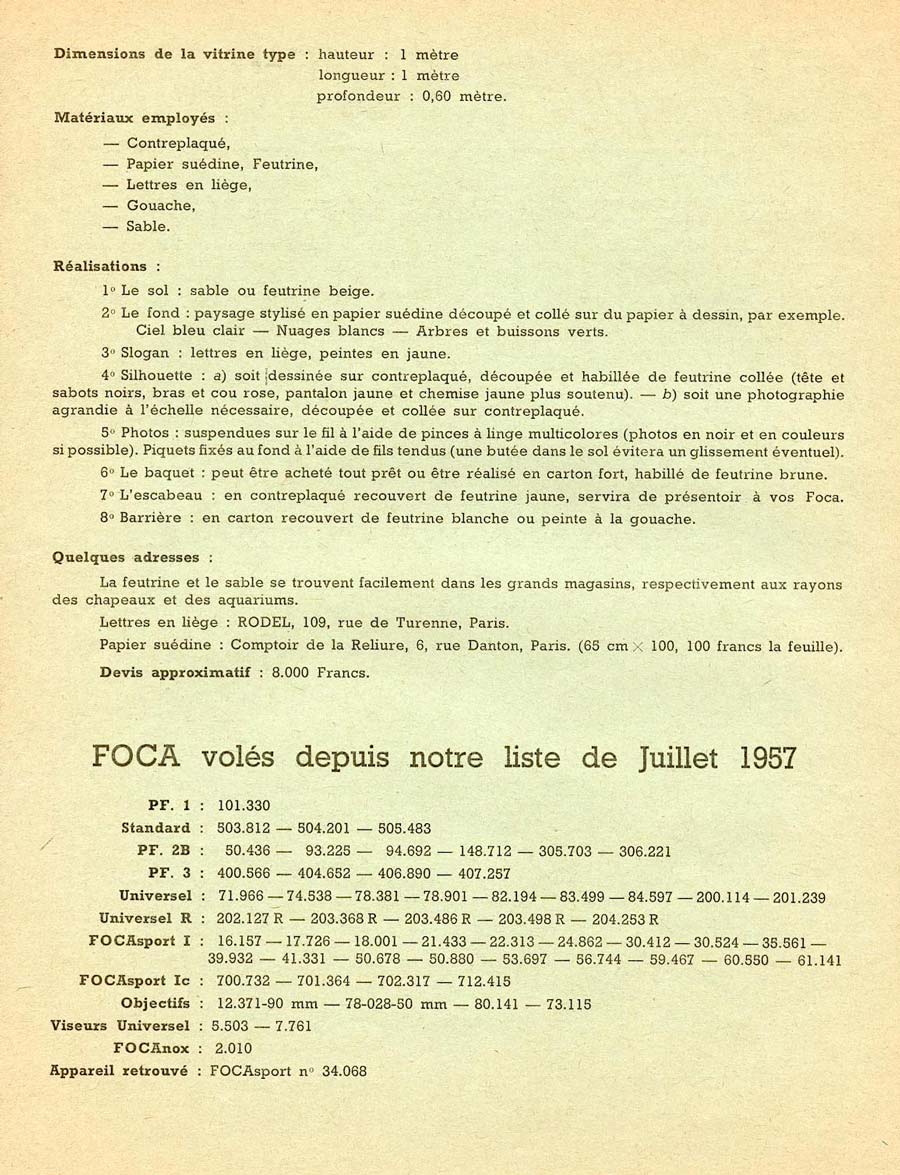 Dimensions de la vitrine type : hauteur : 1 mètre
longueur : 1 mètre
profondeur : 0,60 mètre.
Matériaux employés :
— Contreplaqué,
— Papier suédine, Feutrine,
— Lettres en liège,
— Gouache,
— Sable.
Réalisations :
1º Le sol : sable ou feutrine beige.
2º Le fond : paysage stylisé en papier suédine découpé et collé sur du papier à dessin, par exemple.
Ciel bleu clair — Nuages blancs — Arbres et buissons verts.
3º Slogan : lettres en liège, peintes en jaune.
4º Silhouette : a) soit dessinée sur contreplaqué, découpée et habillée de feutrine collée (tête et
sabots noirs, bras et cou rose, pantalon jaune et chemise jaune plus soutenu). — b) soit une photographie
agrandie à l'échelle nécessaire, découpée et collée sur contreplaqué.
5º Photos : suspendues sur le fil à l'aide de pinces à linge multicolores (photos en noir et en couleurs
si possible). Piquets fixés au fond à l'aide de fils tendus (une butée dans le sol évitera un glissement éventuel).
6º Le baquet : peut être acheté tout prêt ou être réalisé en carton fort, habillé de feutrine brune.
7º L'escabeau : en contreplaqué recouvert de feutrine jaune, servira de présentoir à vos Foca.
8º Barrière : en carton recouvert de feutrine blanche ou peinte à la gouache.
Quelques adresses :
La feutrine et le sable se trouvent facilement dans les grands magasins, respectivement aux rayons
des chapeaux et des aquariums.
Lettres en liège : RODEL, 109, rue de Turenne, Paris.
Papier suédine : Comptoir de la Reliure, 6, rue Danton, Paris. (65 cm × 100, 100 francs la feuille).
Devis approximatif : 8.000 Francs.
FOCA volés depuis notre liste de Juillet 1957
PF. 1 : 101.330
Standard : 503.812 — 504.201 — 505.483
PF. 2B : 50.436 — 93.225 — 94.692 — 148.712 — 305.703 — 306.221
PF. 3 : 400.566 — 404.652 — 406.890 — 407.257
Universel : 71.966 — 74.538 — 78.381 — 78.901 — 82.194 — 83.499 — 84.597 — 200.114 — 201.239
Universel R : 202.127 R — 203.368 R — 203.486 R — 203.498 R — 204.253 R
FOCAsport I : 16.157 — 17.726 — 18.001 — 21.433 — 22.313 — 24.862 — 30.412 — 30.524 — 35.561 —
39.932 — 41.331 — 50.678 — 50.880 — 53.697 — 56.744 — 59.467 — 60.550 — 61.141
FOCAsport Ic : 700.732 — 701.364 — 702.317 — 712.415
Objectifs : 12.371-90 mm — 78-028-50 mm — 80.141 — 73.115
Viseurs Universel : 5.503 — 7.761
FOCAnox : 2.010
Appareil retrouvé : FOCAsport nº 34.068